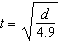 t = √(d/4.9)